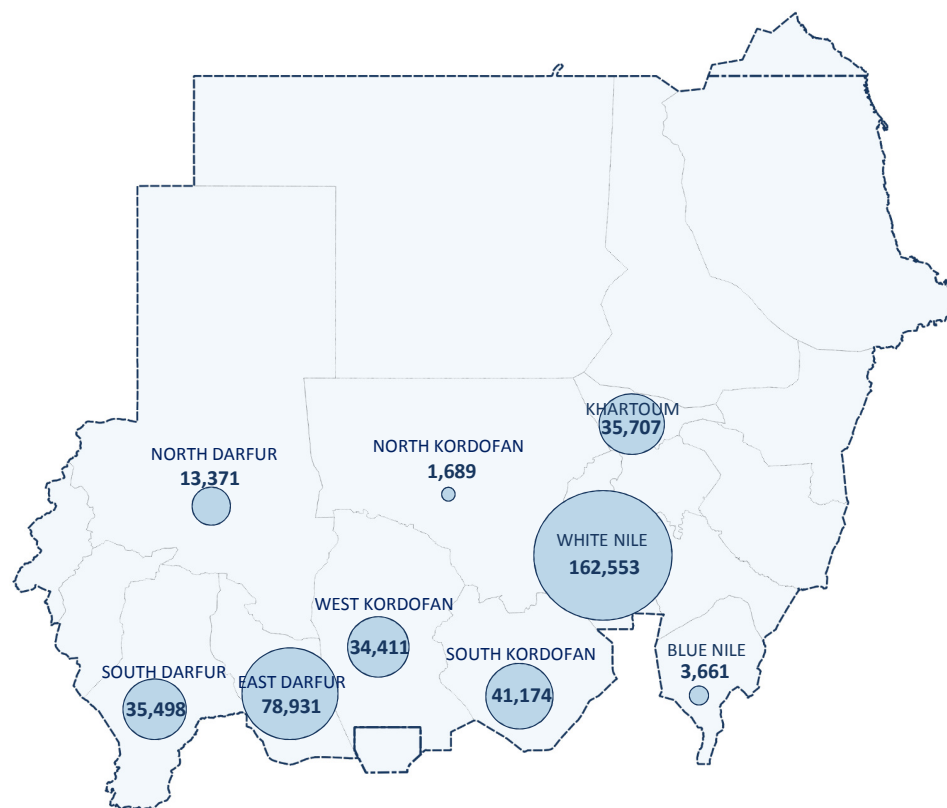 KHARTOUM
35,707
NORTH DARFUR
13,371
NORTH KORDOFAN
1,689
WHITE NILE
162,553
WEST KORDOFAN
34,411
SOUTH KORDOFAN
41,174
BLUE NILE
3,661
SOUTH DARFUR
35,498
EAST DARFUR
78,931